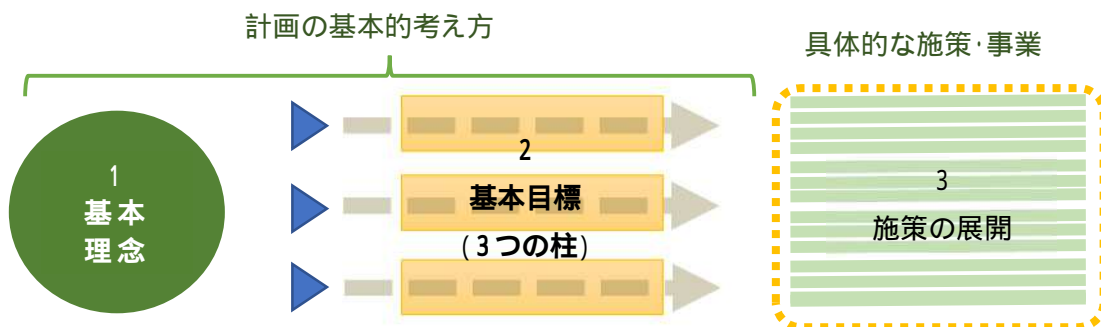 計画の基本的考え方
具体的な施策・事業
1
基本
理念
2
基本目標
(3つの柱)
3
施策の展開